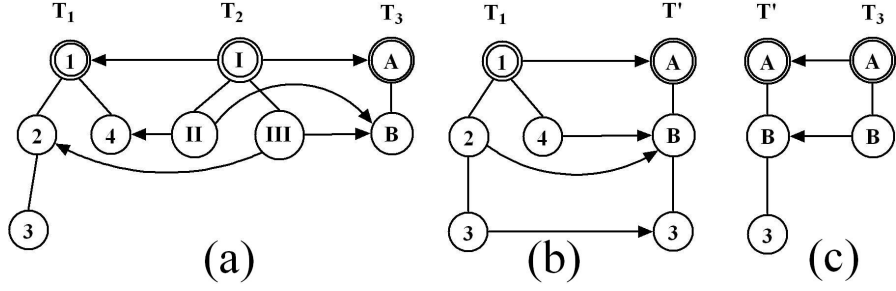 T1 T2 T3 T1 T' T' T3
1 I A 1 A A A
2 4 II III B 2 4 B B B
3 3 3 3
(a) (b) (c)